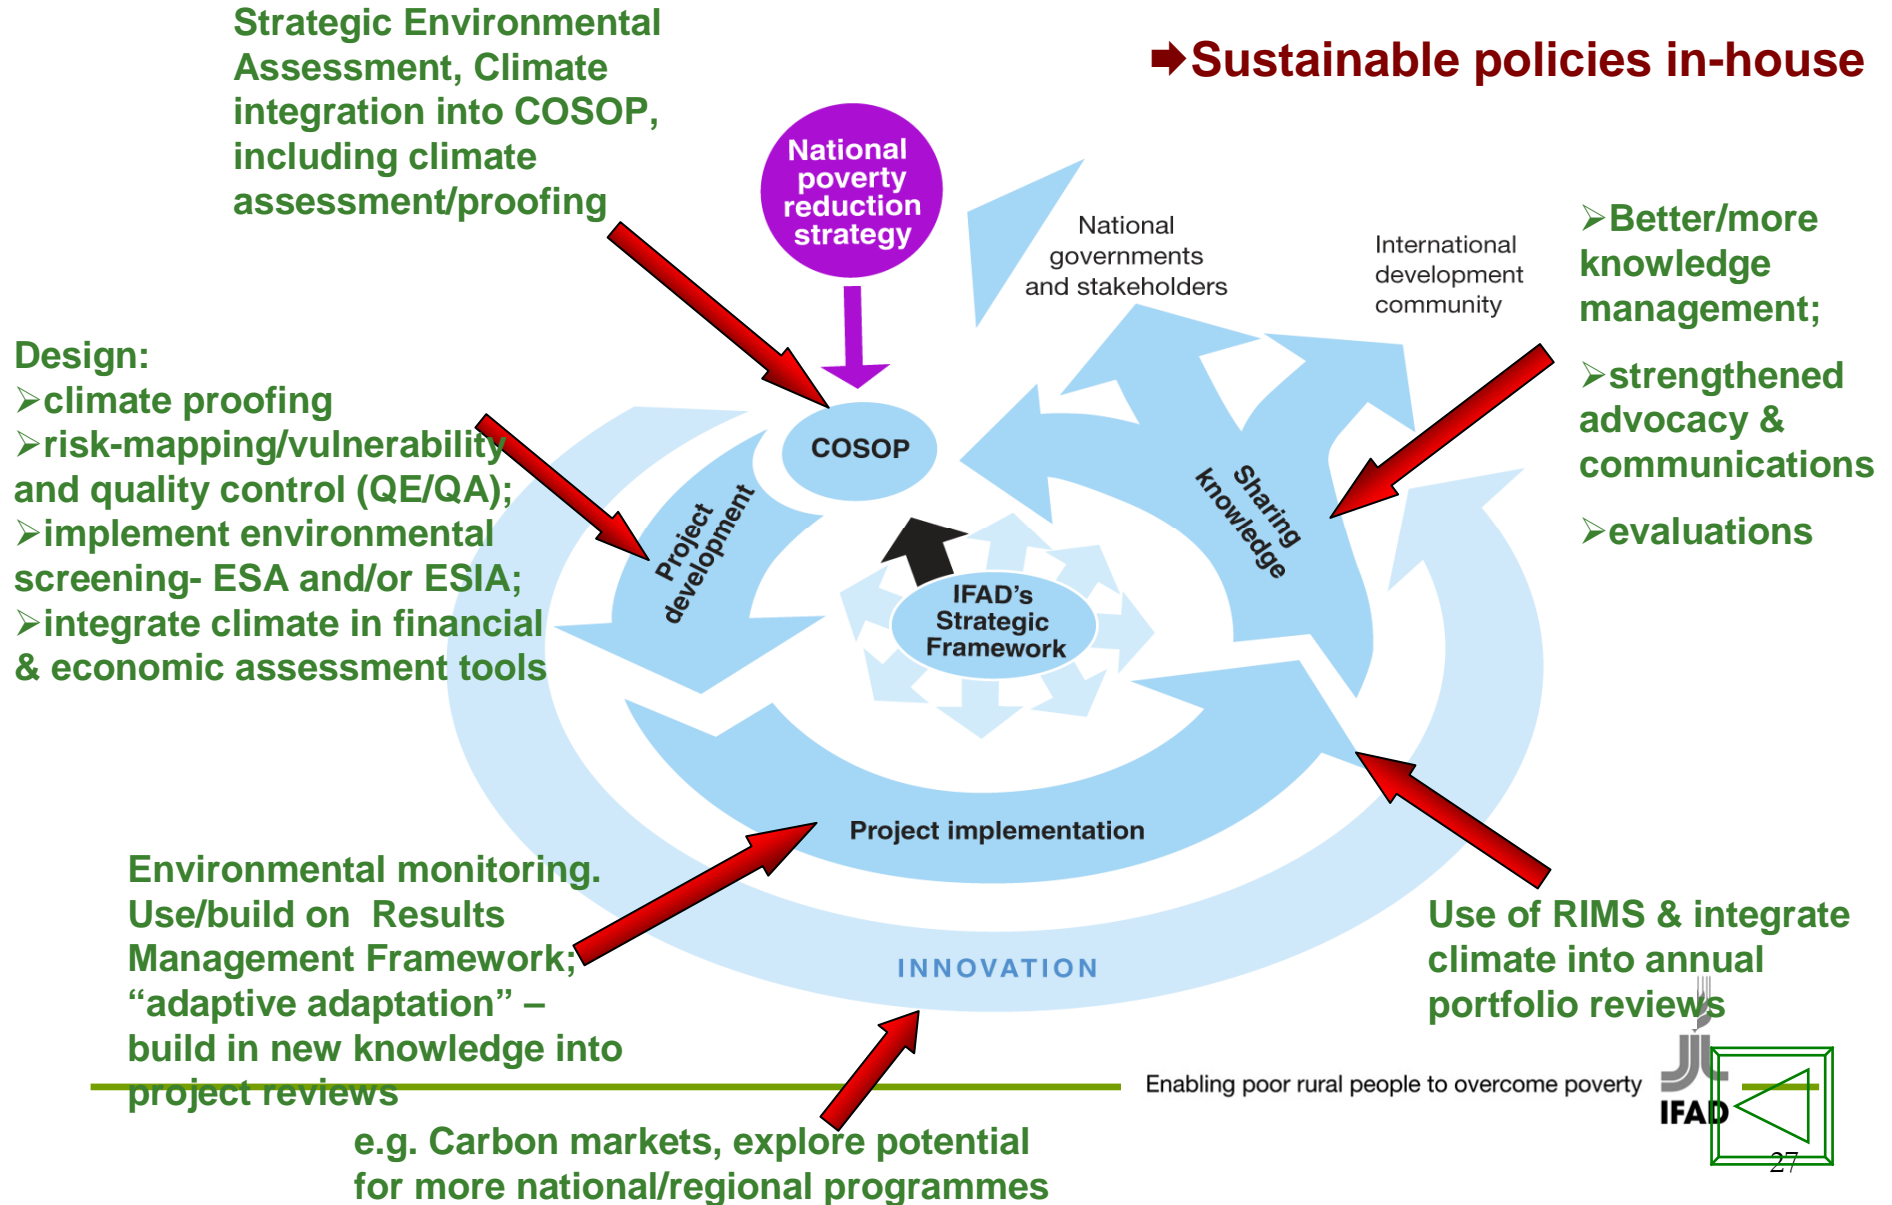 Strategic Environmental
Assessment, Climate
integration into COSOP,
including climate
assessment/proofing
➨Sustainable policies in-house
National
poverty
reduction
strategy
National
governments
and stakeholders
International
development
community
➢Better/more
knowledge
management;
➢strengthened
advocacy &
communications
➢evaluations
Design:
➢climate proofing
➢risk-mapping/vulnerability
and quality control (QE/QA);
➢implement environmental
screening- ESA and/or ESIA;
➢integrate climate in financial
& economic assessment tools
COSOP
Project
development
Sharing
knowledge
IFAD's
Strategic
Framework
Project implementation
INNOVATION
Environmental monitoring.
Use/build on  Results
Management Framework;
“adaptive adaptation” –
build in new knowledge into
project reviews
Use of RIMS & integrate
climate into annual
portfolio reviews
e.g. Carbon markets, explore potential
for more national/regional programmes
Enabling poor rural people to overcome poverty
IFAD
27